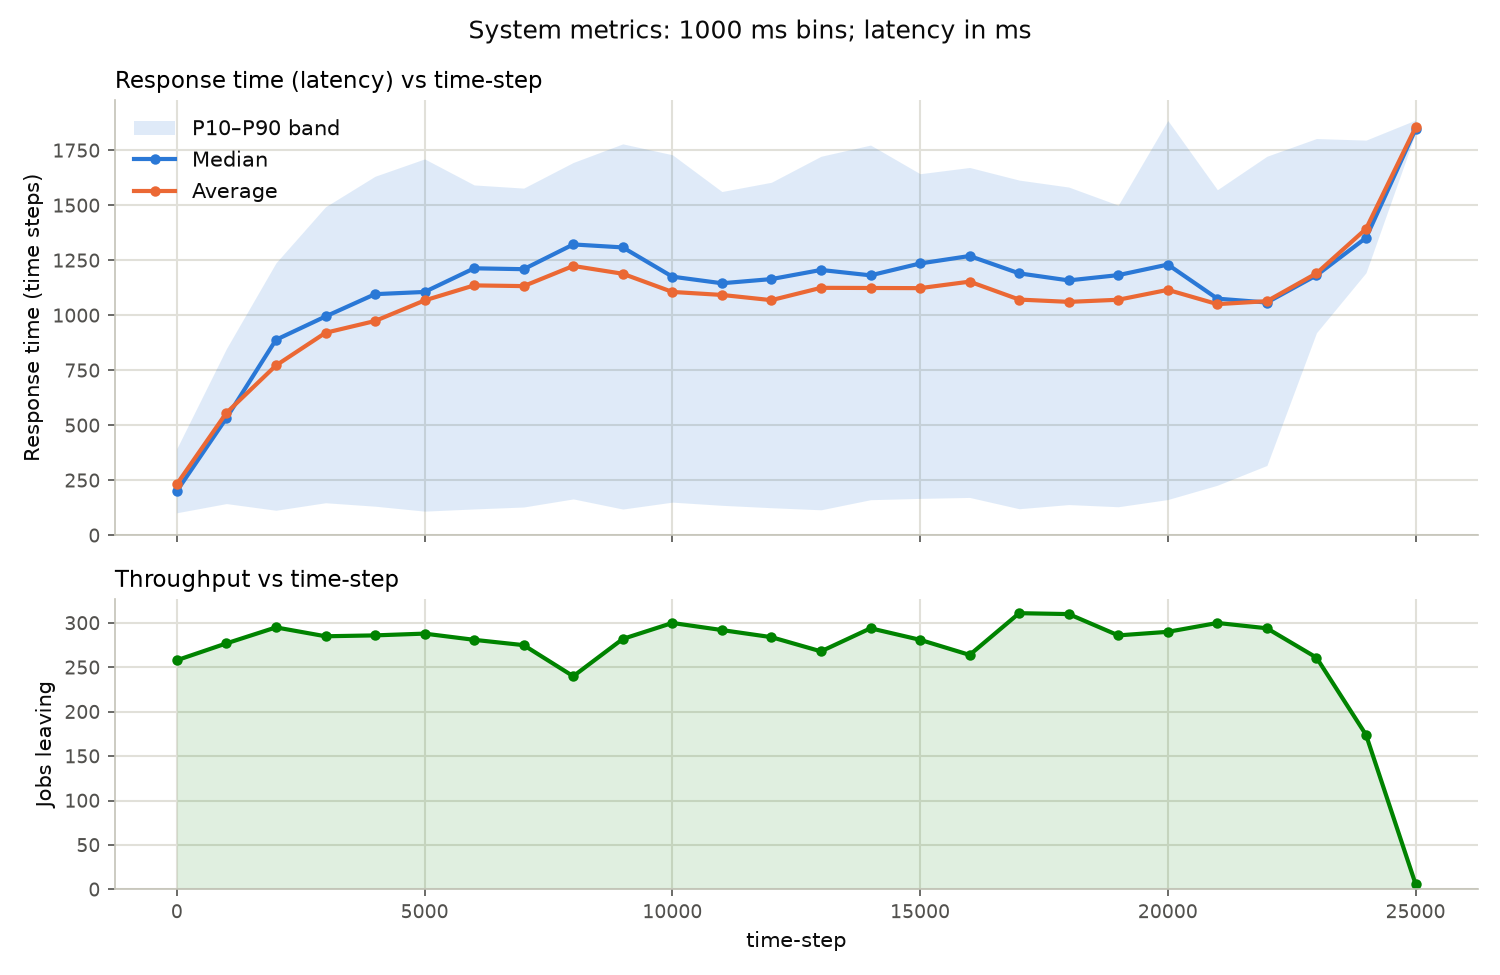 System metrics: 1000 ms bins; latency in ms
Response time (latency) vs time-step
P10–P90 band
Median
Average
Response time (time steps)
1750
1500
1250
1000
750
500
250
0
Throughput vs time-step
Jobs leaving
300
250
200
150
100
50
0
0 5000 10000 15000 20000 25000
time-step